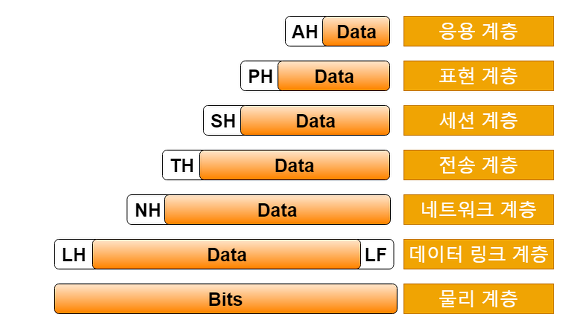 AH Data 응용 계층
PH Data 표현 계층
SH Data 세션 계층
TH Data 전송 계층
NH Data 네트워크 계층
LH Data LF 데이터 링크 계층
Bits 물리 계층